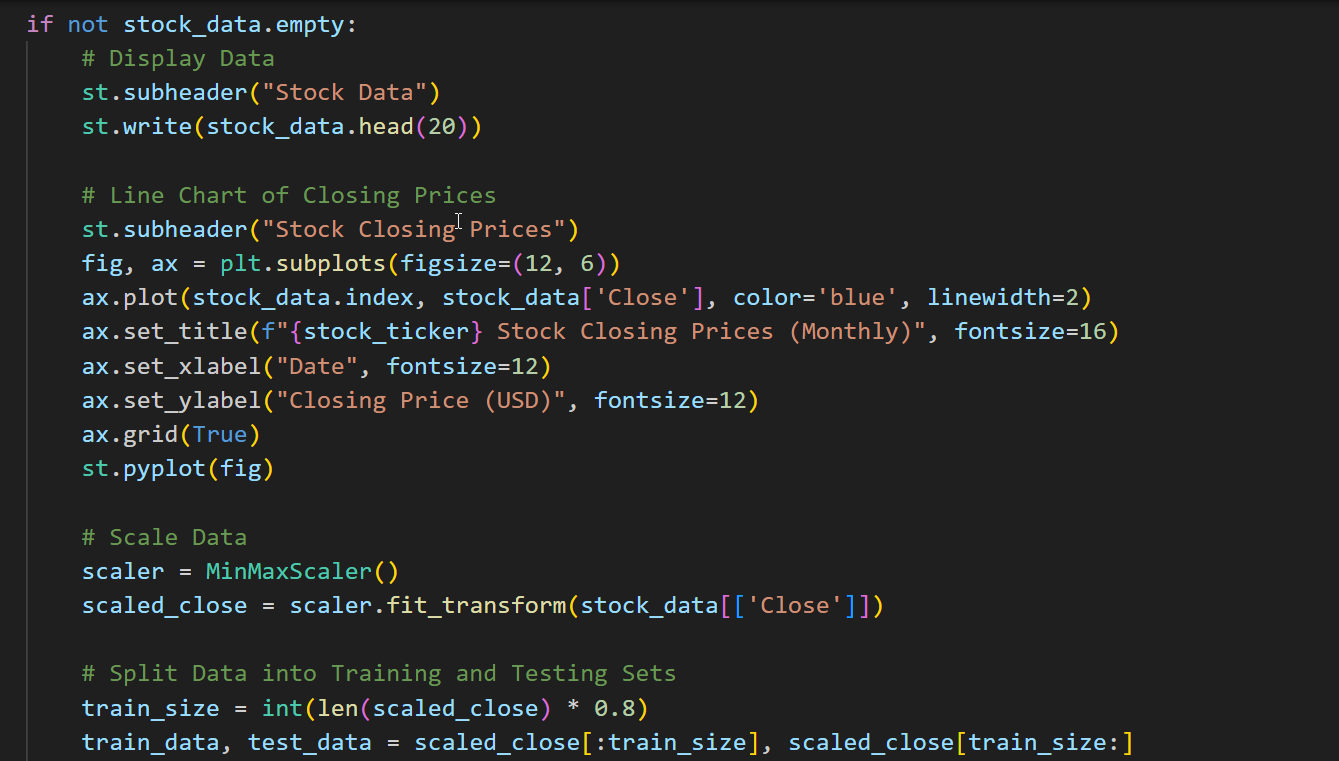 if not stock_data.empty:
    # Display Data
    st.subheader("Stock Data")
    st.write(stock_data.head(20))

    # Line Chart of Closing Prices
    st.subheader("Stock Closing Prices")
    fig, ax = plt.subplots(figsize=(12, 6))
    ax.plot(stock_data.index, stock_data['Close'], color='blue', linewidth=2)
    ax.set_title(f"{stock_ticker} Stock Closing Prices (Monthly)", fontsize=16)
    ax.set_xlabel("Date", fontsize=12)
    ax.set_ylabel("Closing Price (USD)", fontsize=12)
    ax.grid(True)
    st.pyplot(fig)

    # Scale Data
    scaler = MinMaxScaler()
    scaled_close = scaler.fit_transform(stock_data[['Close']])

    # Split Data into Training and Testing Sets
    train_size = int(len(scaled_close) * 0.8)
    train_data, test_data = scaled_close[:train_size], scaled_close[train_size:]